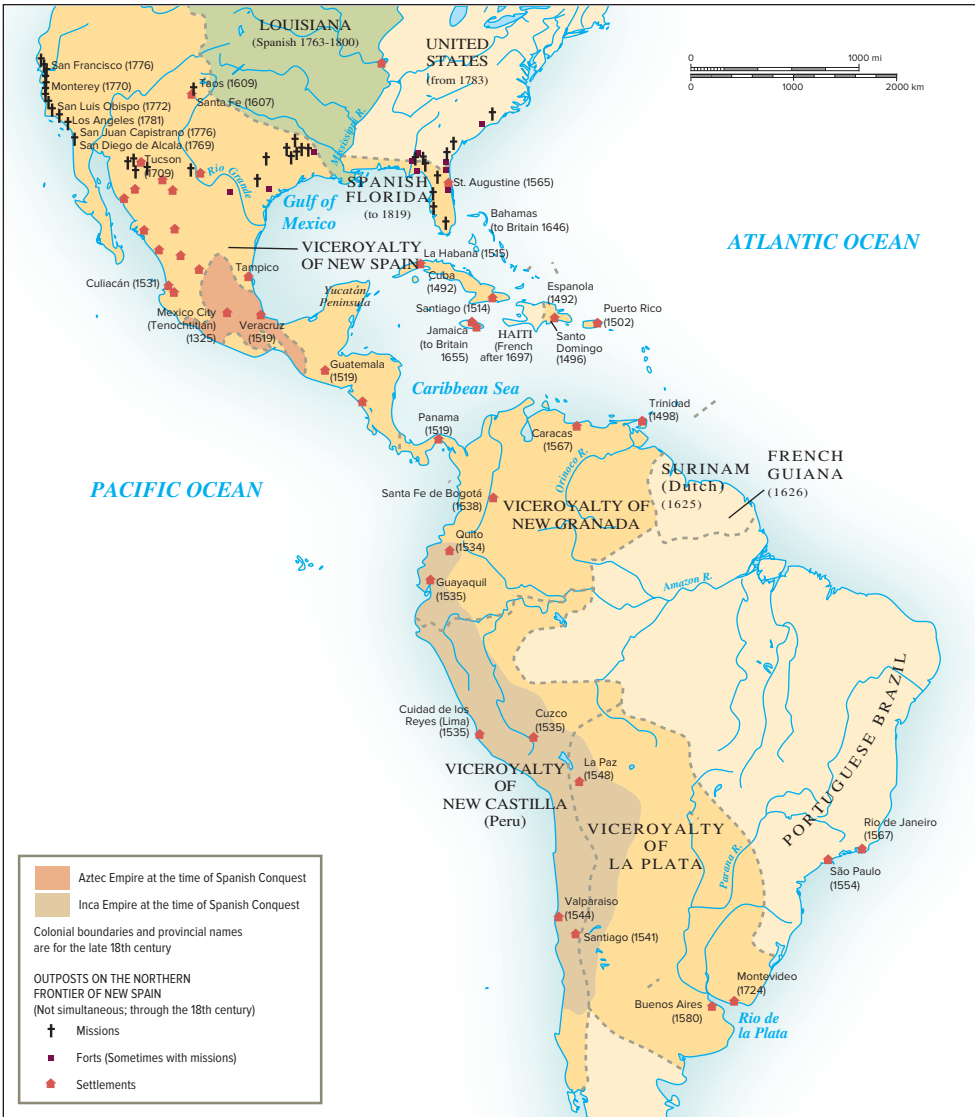 LOUISIANA
(Spanish 1763-1800)
UNITED
STATES
(from 1783)
0
1000 mi
0
1000
2000 km
San Francisco (1776)
Monterey (1770)
San Luis Obispo (1772)
Los Angeles (1781)
San Juan Capistrano (1776)
San Diego de Alcala (1769)
Taos (1609)
Santa Fe (1607)
Tucson
(1709)
Rio Grande
Mississippi R.
SPANISH
FLORIDA
(to 1819)
St. Augustine (1565)
Gulf of
Mexico
Bahamas
(to Britain 1646)
ATLANTIC OCEAN
VICEROYALTY
OF NEW SPAIN
La Habana (1515)
Cuba
(1492)
Tampico
Yucatán
Peninsula
Culiacán (1531)
Mexico City
(Tenochtitlán)
(1325)
Veracruz
(1519)
Santiago (1514)
Jamaica
(to Britain
1655)
HAITI
(French
after 1697)
Espanola
(1492)
Santo
Domingo
(1496)
Puerto Rico
(1502)
Guatemala
(1519)
Caribbean Sea
Panama
(1519)
Caracas
(1567)
Trinidad
(1498)
Orinoco R.
SURINAM
(Dutch)
(1625)
FRENCH
GUIANA
(1626)
PACIFIC OCEAN
Santa Fe de Bogotá
(1538)
VICEROYALTY OF
NEW GRANADA
Quito
(1534)
Guayaquil
(1535)
Amazon R.
PORTUGUESE BRAZIL
Cuidad de los
Reyes (Lima)
(1535)
Cuzco
(1535)
La Paz
(1548)
VICEROYALTY
OF
NEW CASTILLA
(Peru)
VICEROYALTY
OF
LA PLATA
Parana R.
Rio de Janeiro
(1567)
São Paulo
(1554)
Valparaiso
(1544)
Santiago (1541)
Montevideo
(1724)
Buenos Aires
(1580)
Rio de
la Plata
Aztec Empire at the time of Spanish Conquest
Inca Empire at the time of Spanish Conquest
Colonial boundaries and provincial names
are for the late 18th century
OUTPOSTS ON THE NORTHERN
FRONTIER OF NEW SPAIN
(Not simultaneous; through the 18th century)
Missions
Forts (Sometimes with missions)
Settlements